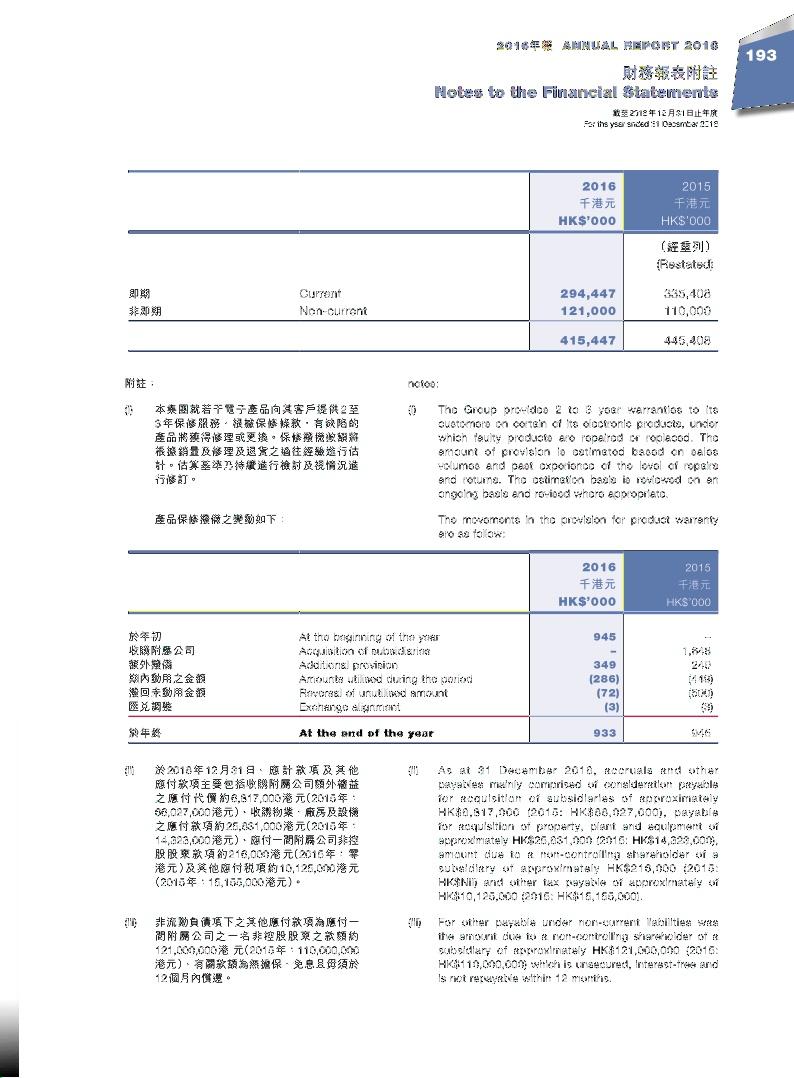 2016年報 ANNUAL REPORT 2016
193
財務報表附註
Notes to the Financial Statements
截至2016年12月31日止年度
For the year ended 31 December 2016
2016 2015
千港元 千港元
HK$'000 HK$'000
（經重列）
(Restated)
即期 Current 294,447 335,408
非即期 Non-current 121,000 110,000
415,447 445,408
附註：
(i) 本集團就若干電子產品向其客戶提供2至
3年保修服務，根據保修條款，有缺陷的
產品將獲得修理或更換。保修撥備數額將
根據銷量及修理及退貨之過往經驗進行估
計。估算基準乃持續進行檢討及視情況進
行修訂。
產品保修撥備之變動如下：
notes:
(i) The Group provides 2 to 3 year warranties to its
customers on certain of its electronic products, under
which faulty products are repaired or replaced. The
amount of provision is estimated based on sales
volumes and past experience of the level of repairs
and returns. The estimation basis is reviewed on an
ongoing basis and revised where appropriate.
The movements in the provision for product warranty
are as follow:
2016 2015
千港元 千港元
HK$'000 HK$'000
於年初 At the beginning of the year 945 –
收購附屬公司 Acquisition of subsidiaries –
額外撥備 Additional provision 349
期內動用之金額 Amounts utilised during the period (286)
撥回未動用金額 Reversal of unutilised amount (72)
匯兌調整 Exchange alignment (3) (3)
於年終 At the end of the year 933 945
(ii) 於2016年12月31日，應計款項及其他
應付款項主要包括收購附屬公司額外權益
之應付代價約6,817,000港元(2015年：
66,027,000港元)、收購物業、廠房及設備
之應付款項約25,631,000港元(2015年：
14,323,000港元)、應付一間附屬公司非控
股股東款項約216,000港元(2015年：零
港元)及其他應付稅項約10,125,000港元
(2015年：15,155,000港元)。
(iii) 非流動負債項下之其他應付款項為應付一
間附屬公司之一名非控股股東之款額約
121,000,000港元(2015年：110,000,000
港元)，有關款額為無擔保、免息且毋須於
12個月內償還。
(ii) As at 31 December 2016, accruals and other
payables mainly comprised of consideration payable
for acquisition of subsidiaries of approximately
HK$6,817,000 (2015: HK$66,027,000), payable
for acquisition of property, plant and equipment of
approximately HK$25,631,000 (2015: HK$14,323,000),
amount due to a non-controlling shareholder of a
subsidiary of approximately HK$216,000 (2015:
HK$Nil) and other tax payable of approximately of
HK$10,125,000 (2015: HK$15,155,000).
(iii) For other payable under non-current liabilities was
the amount due to a non-controlling shareholder of a
subsidiary of approximately HK$121,000,000 (2015:
HK$110,000,000) which is unsecured, interest-free and
is not repayable within 12 months.